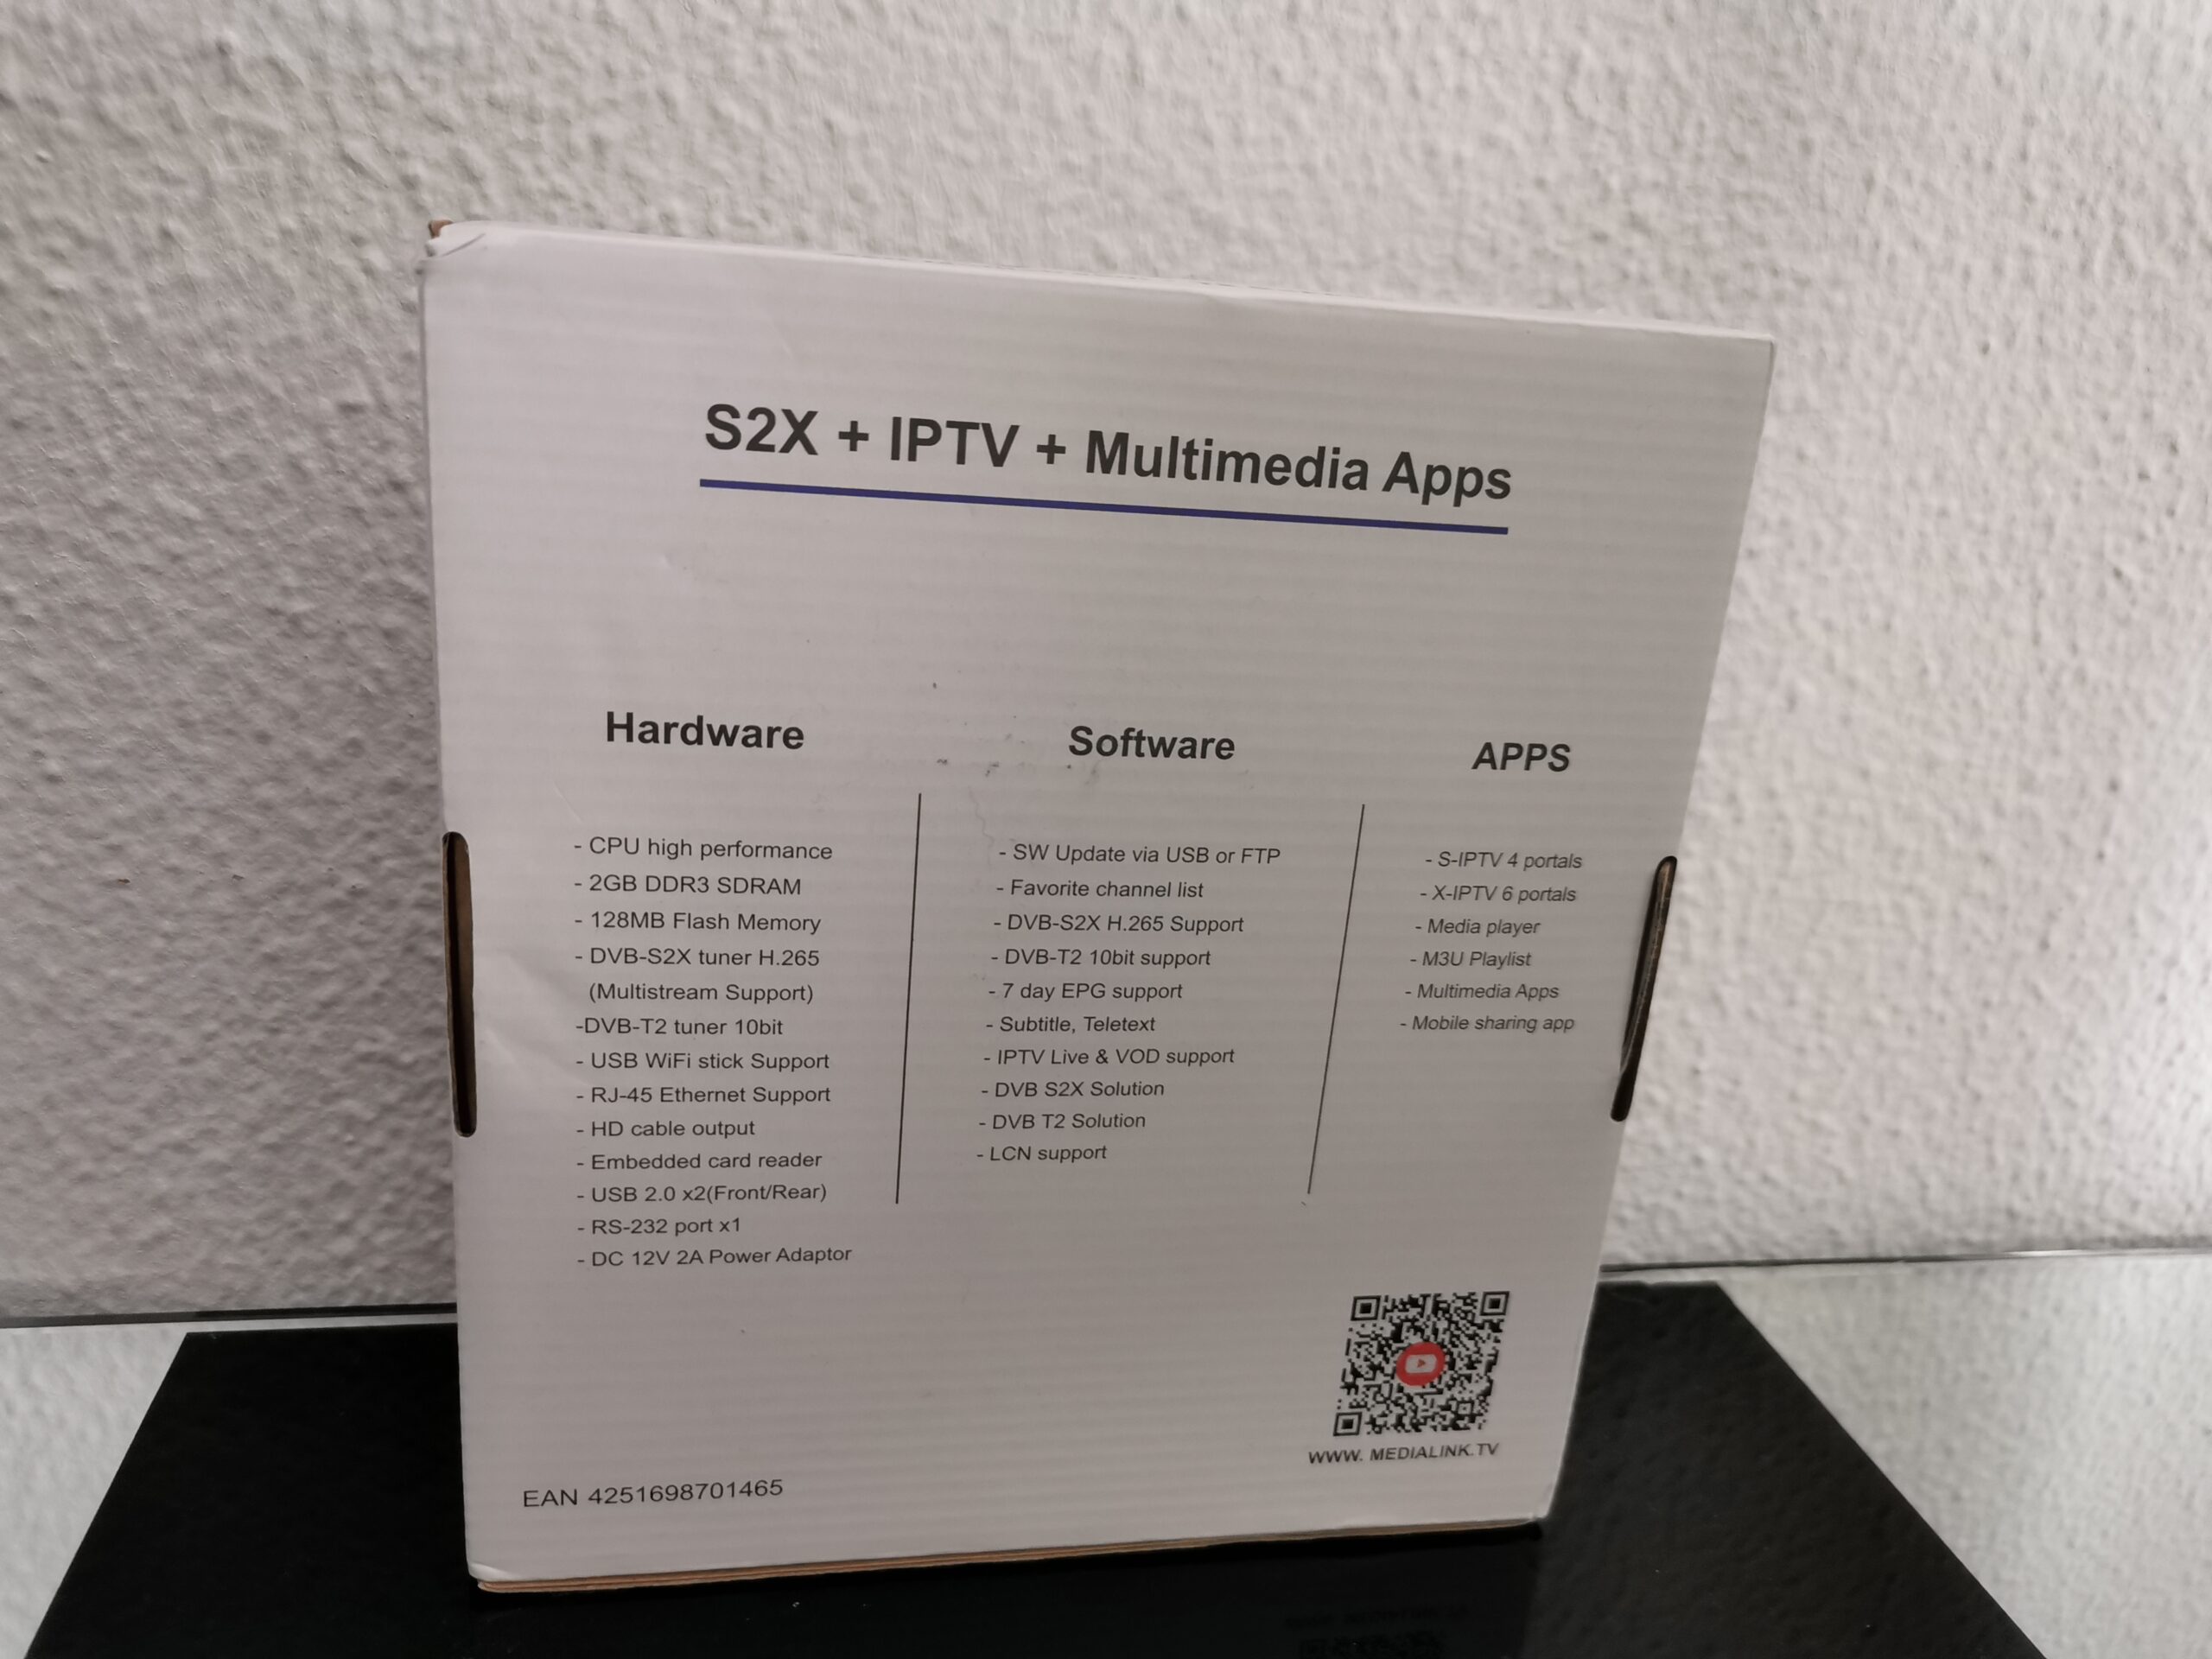 S2X + IPTV + Multimedia Apps
Hardware
- CPU high performance
- 2GB DDR3 SDRAM
- 128MB Flash Memory
- DVB-S2X tuner H.265
(Multistream Support)
-DVB-T2 tuner 10bit
- USB WiFi stick Support
- RJ-45 Ethernet Support
- HD cable output
- Embedded card reader
- USB 2.0 x2(Front/Rear)
- RS-232 port x1
- DC 12V 2A Power Adaptor
Software
- SW Update via USB or FTP
- Favorite channel list
- DVB-S2X H.265 Support
- DVB-T2 10bit support
- 7 day EPG support
- Subtitle, Teletext
- IPTV Live & VOD support
- DVB S2X Solution
- DVB T2 Solution
- LCN support
APPS
- S-IPTV 4 portals
- X-IPTV 6 portals
- Media player
- M3U Playlist
- Multimedia Apps
- Mobile sharing app
WWW. MEDIALINK.TV
EAN 4251698701465